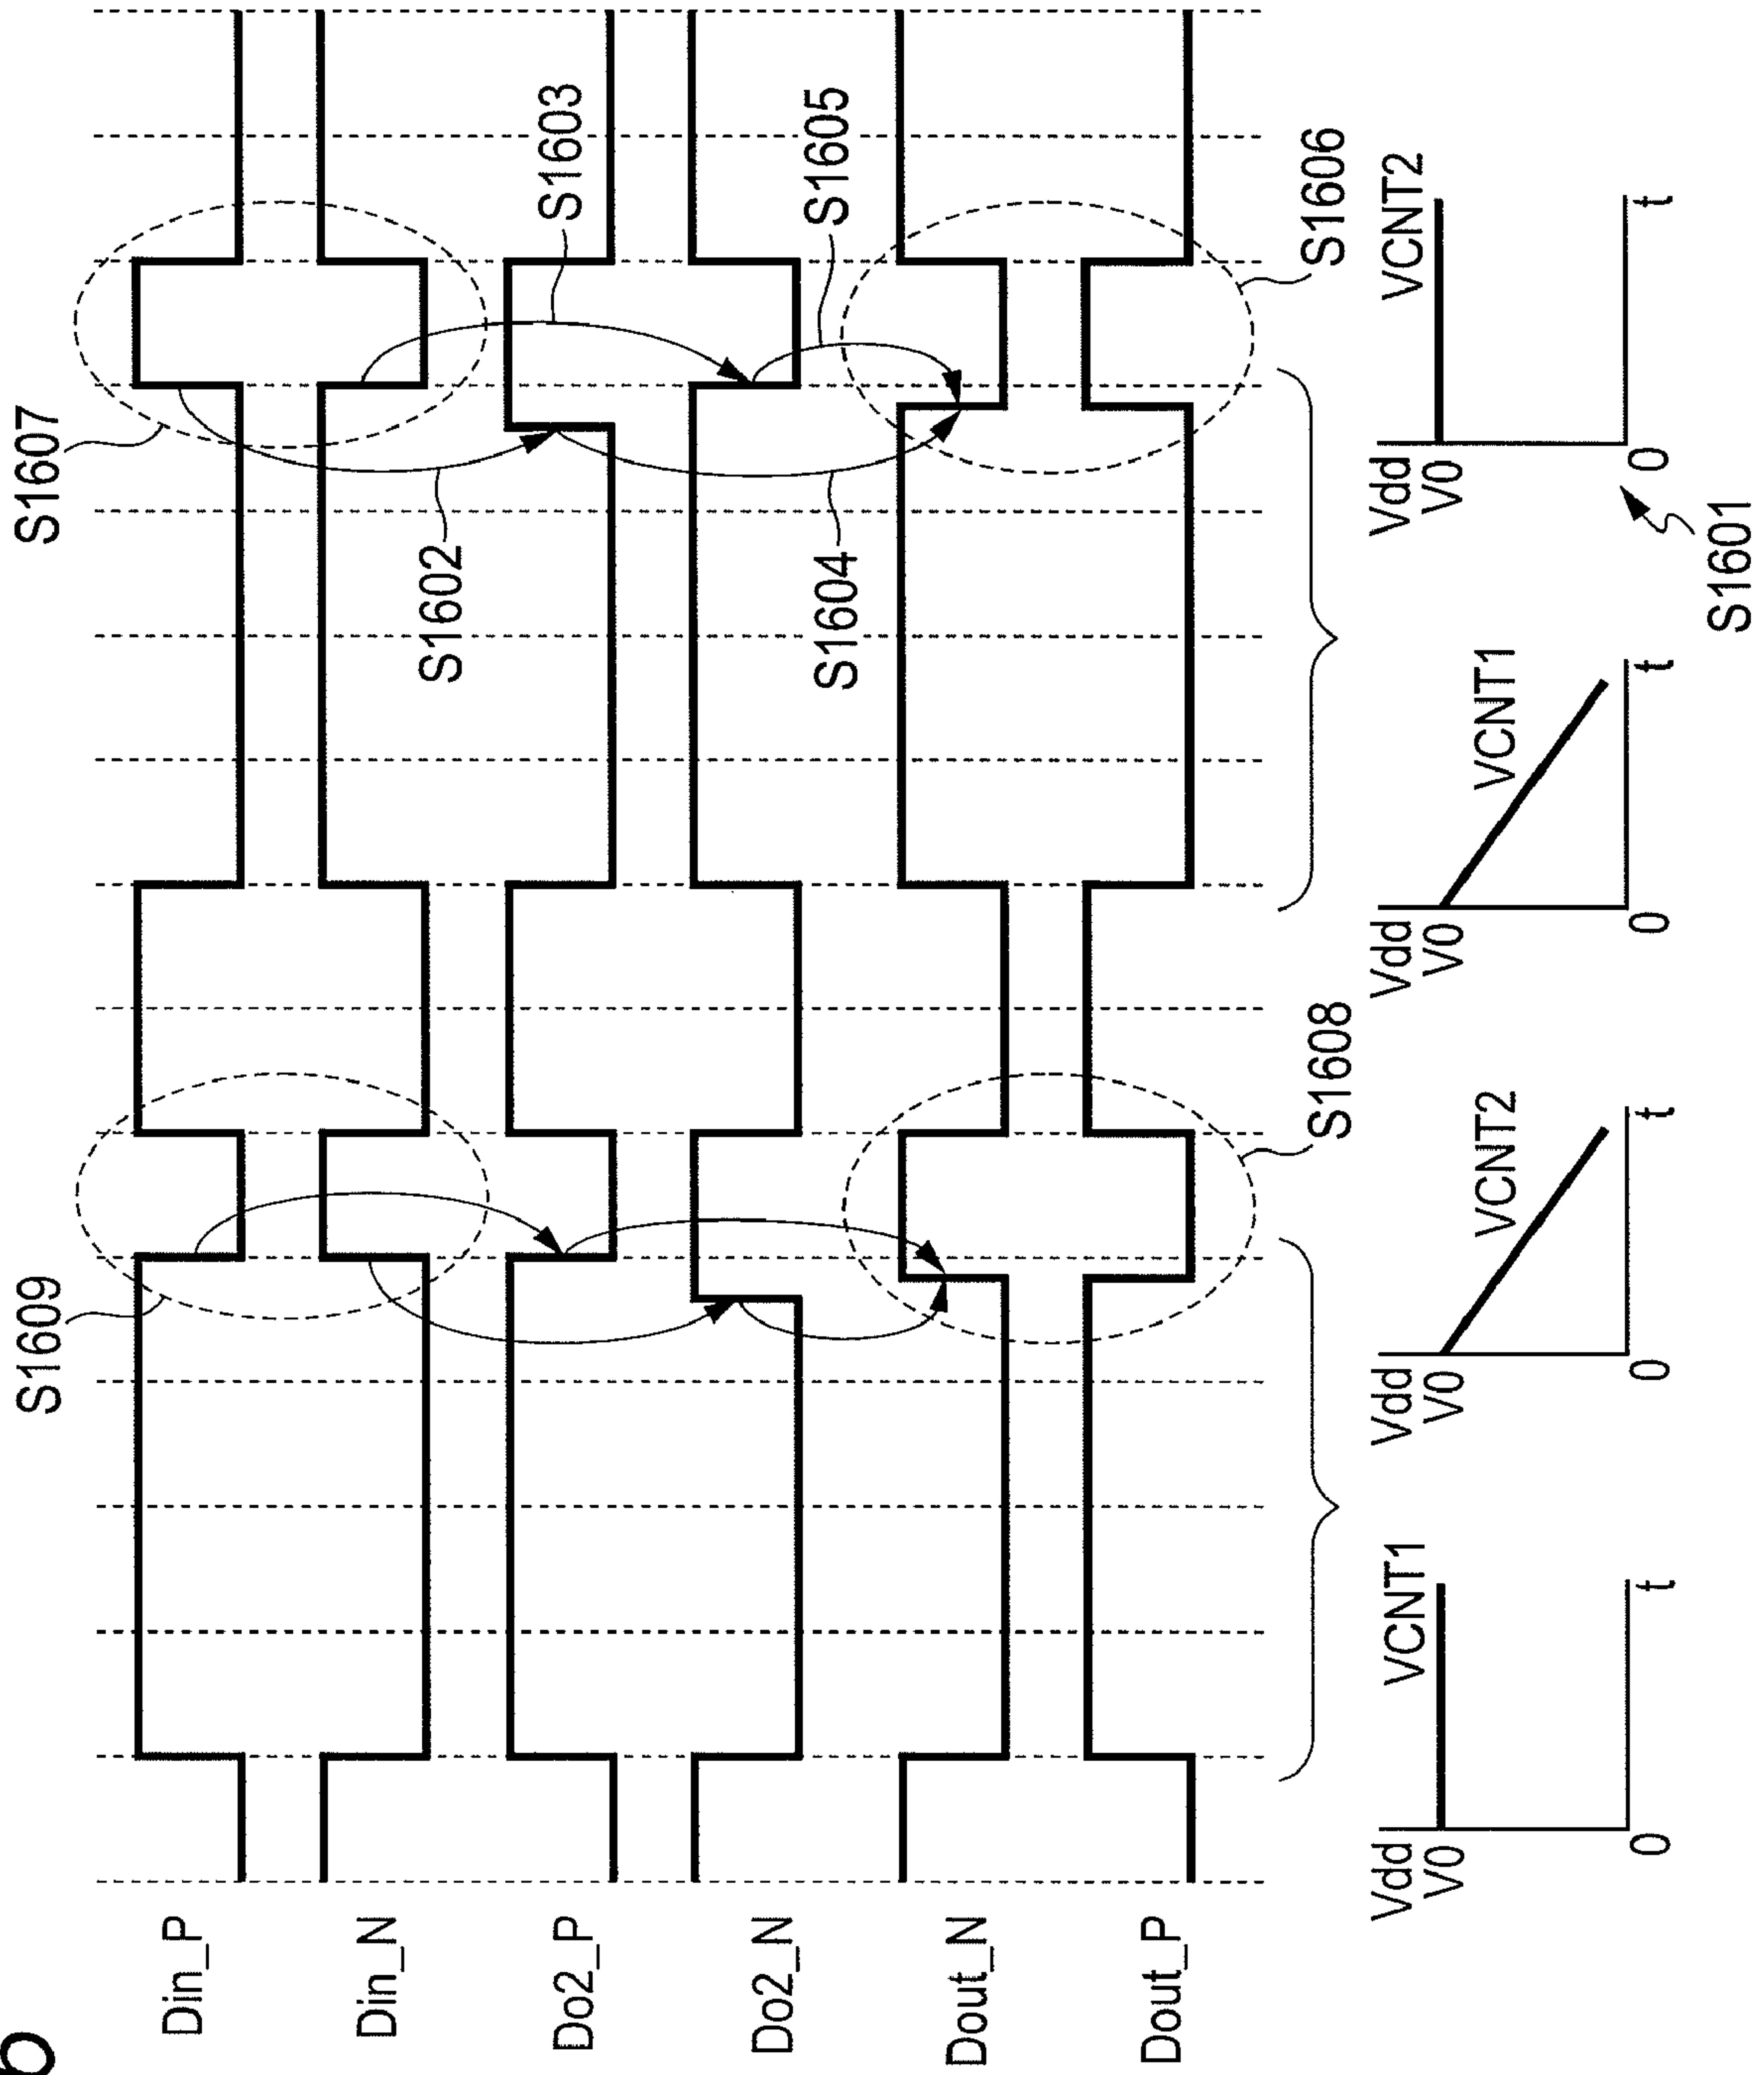 b
S1609
S1607
Din_P
Din_N
Do2_P
Do2_N
Dout_N
Dout_P
S1602
S1603
S1604
S1605
S1608
S1606
Vdd
V0
VCNT1
0
t
Vdd
V0
VCNT2
0
t
Vdd
V0
VCNT1
0
t
Vdd
V0
VCNT2
0
t
S1601